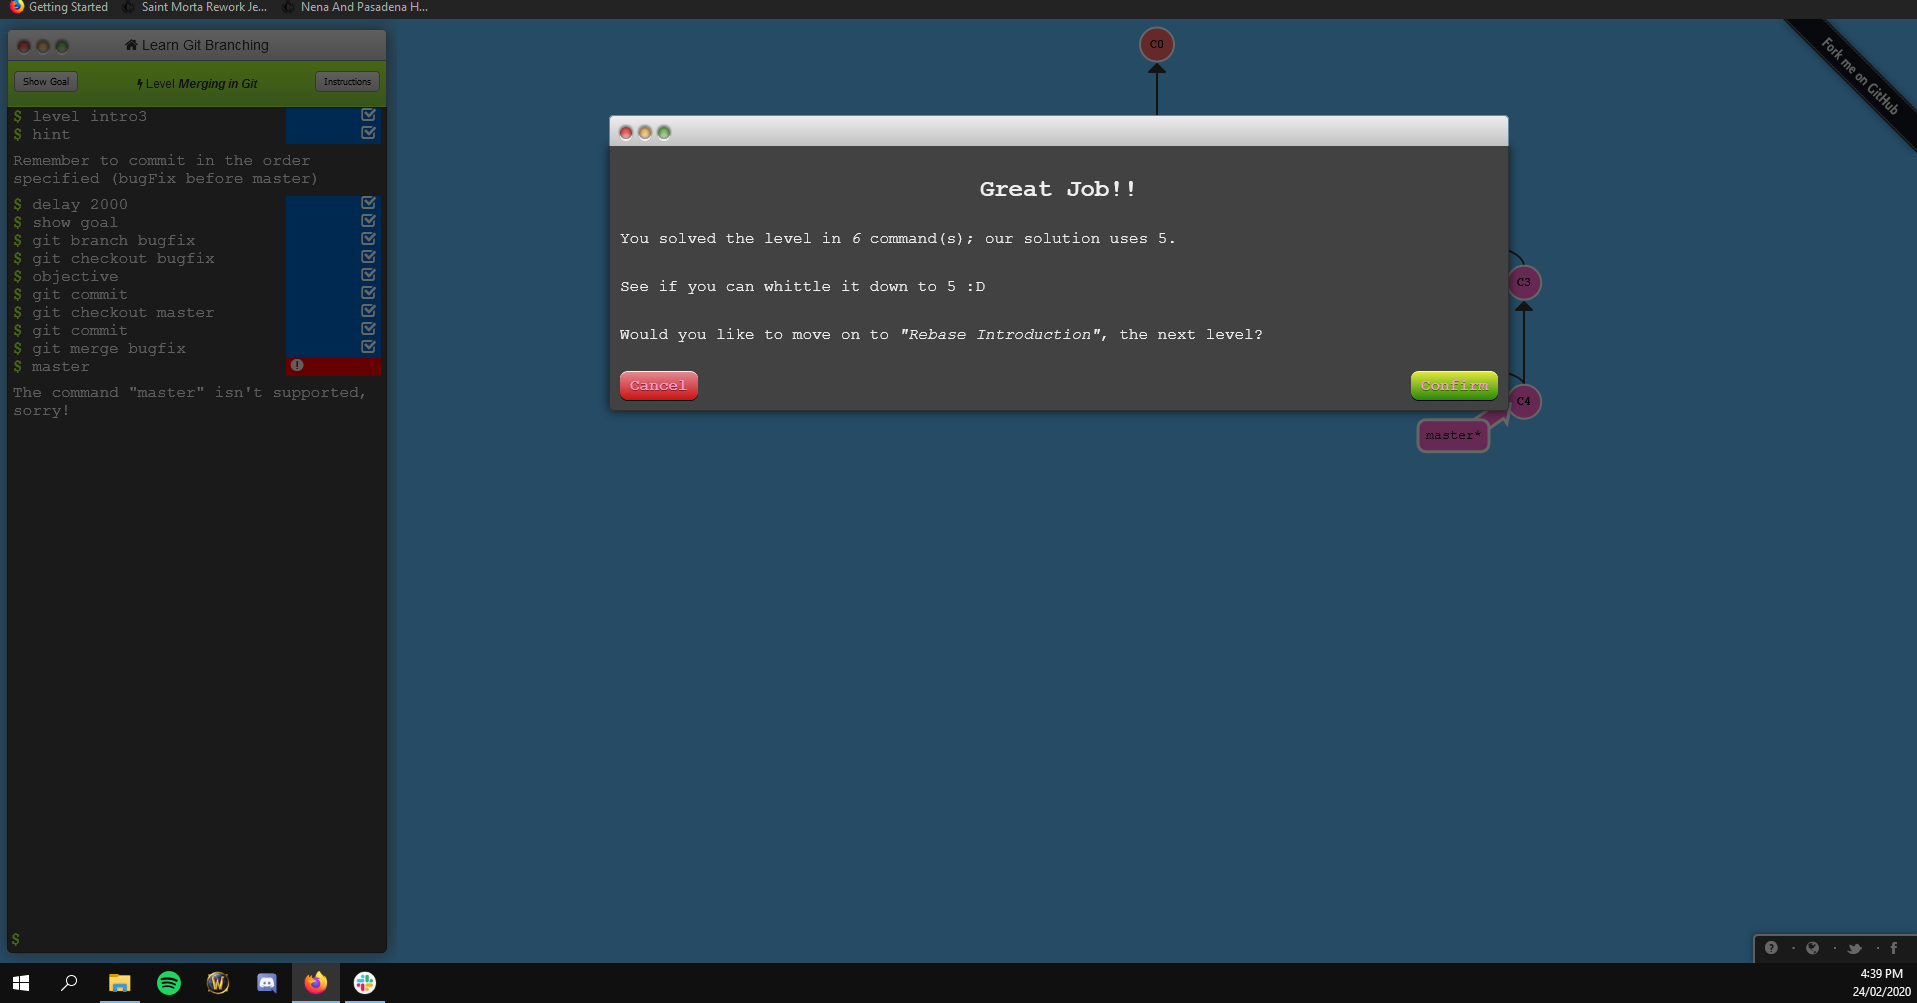 Getting Started
Saint Morta Rework Je...
Nena And Pasadena H...
Learn Git Branching
Show Goal
Level Merging in Git
Instructions
$ level intro3
$ hint
Remember to commit in the order
specified (bugFix before master)
$ delay 2000
$ show goal
$ git branch bugfix
$ git checkout bugfix
$ objective
$ git commit
$ git checkout master
$ git commit
$ git merge bugfix
$ master
The command "master" isn't supported,
sorry!
$
C0
Fork me on GitHub
Great Job!!
You solved the level in 6 command(s); our solution uses 5.
See if you can whittle it down to 5 :D
Would you like to move on to "Rebase Introduction", the next level?
Cancel
Confirm
C3
C4
master*
4:39 PM
24/02/2020